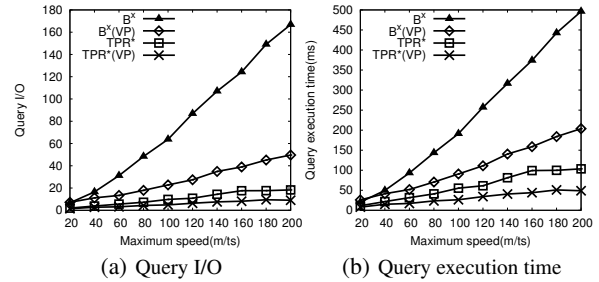 Query I/O
180
160
140
120
100
80
60
40
20
0
B^x
B^x(VP)
TPR*
TPR*(VP)
20 40 60 80 100 120 140 160 180 200
Maximum speed(m/ts)
(a) Query I/O
Query execution time(ms)
500
450
400
350
300
250
200
150
100
50
0
B^x
B^x(VP)
TPR*
TPR*(VP)
20 40 60 80 100 120 140 160 180 200
Maximum speed(m/ts)
(b) Query execution time